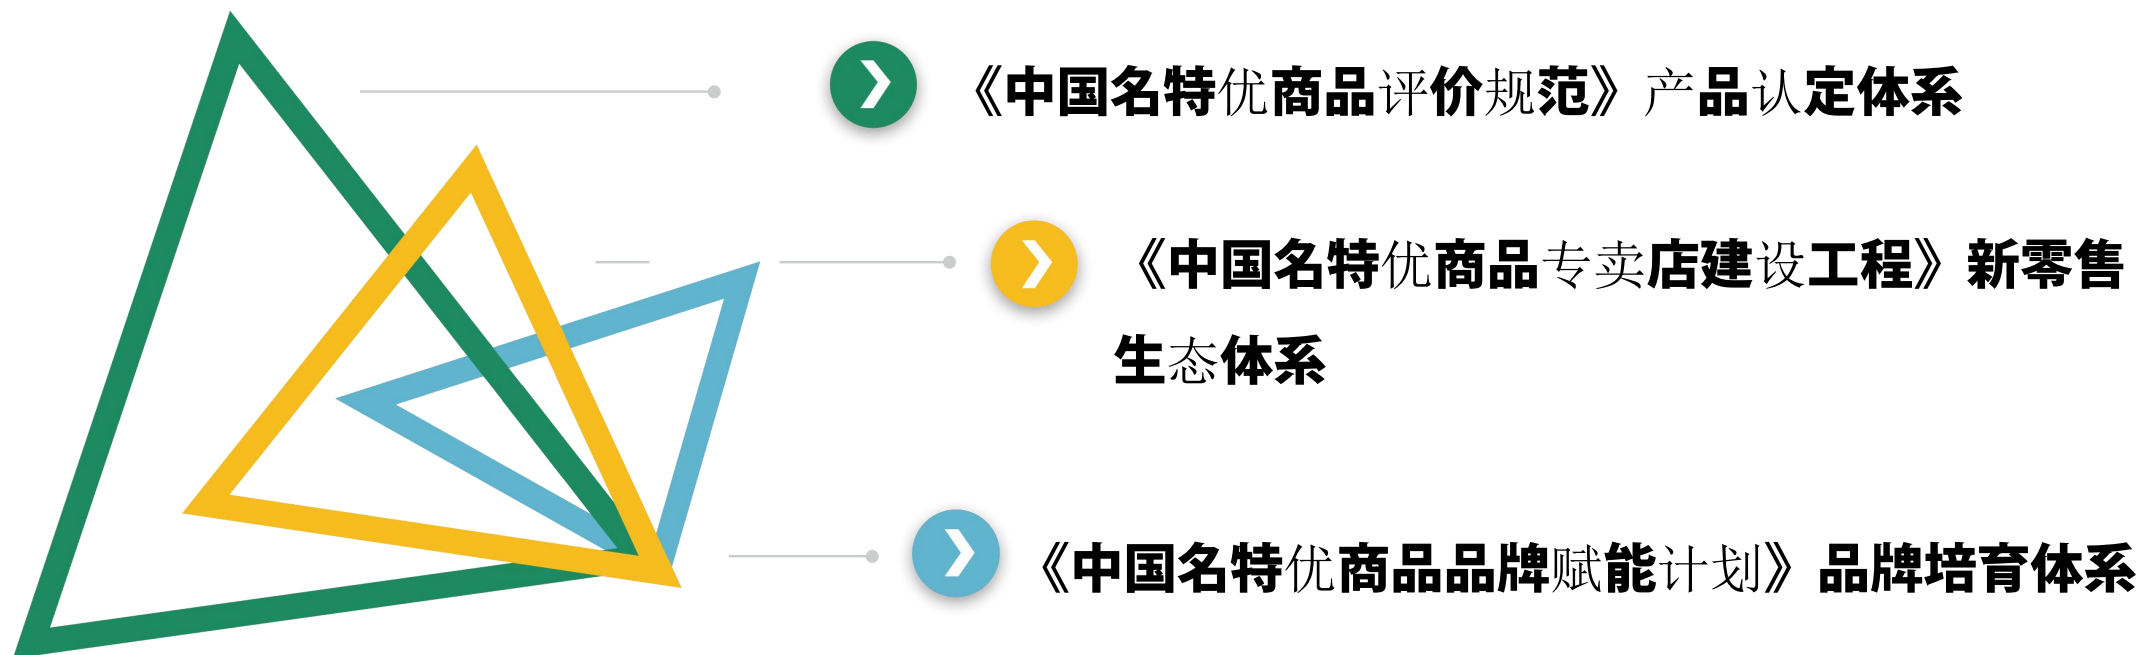 《中国名特优商品评价规范》产品认定体系
《中国名特优商品专卖店建设工程》新零售
生态体系
《中国名特优商品品牌赋能计划》品牌培育体系